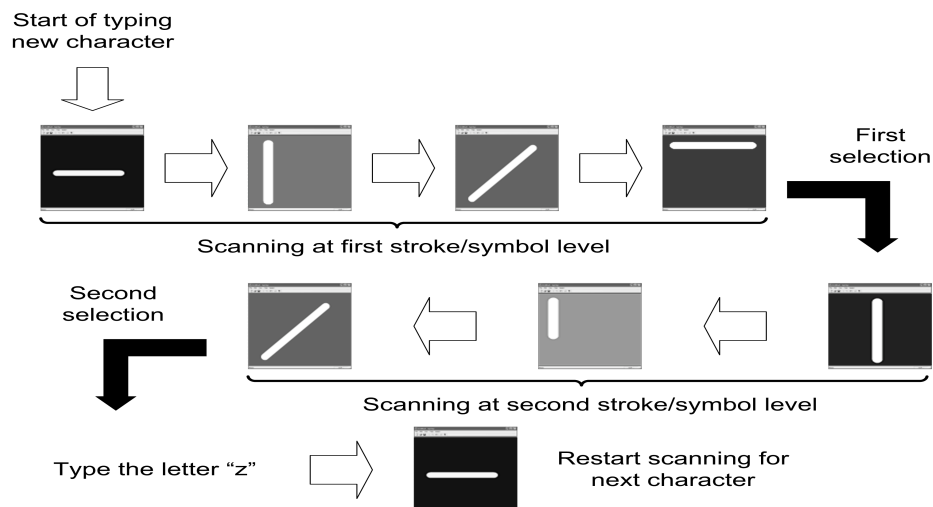 Start of typing
new character
First
selection
Scanning at first stroke/symbol level
Second
selection
Scanning at second stroke/symbol level
Type the letter “z”
Restart scanning for
next character